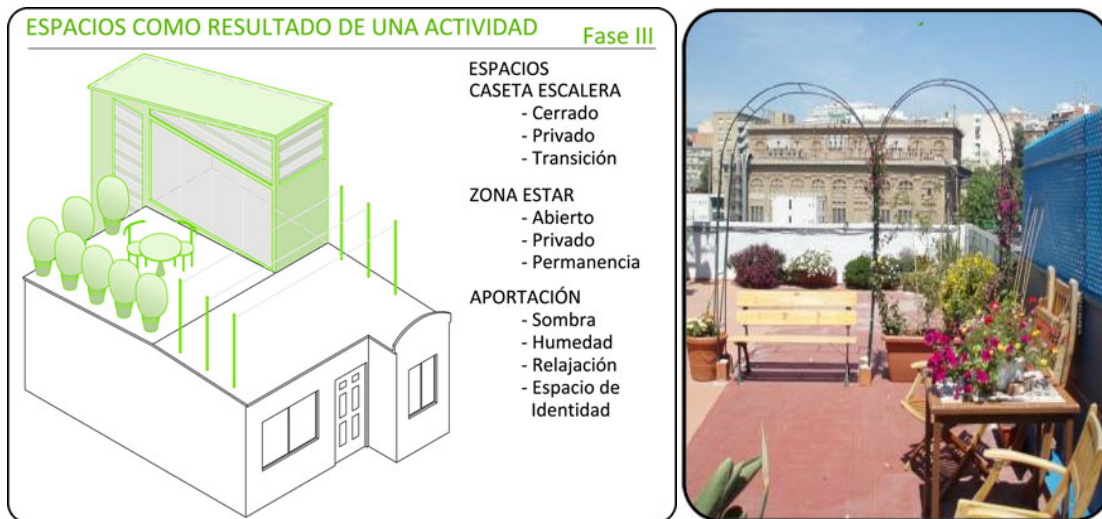 ESPACIOS COMO RESULTADO DE UNA ACTIVIDAD
Fase III
ESPACIOS
CASETA ESCALERA
- Cerrado
- Privado
- Transición
ZONA ESTAR
- Abierto
- Privado
- Permanencia
APORTACIÓN
- Sombra
- Humedad
- Relajación
- Espacio de
Identidad